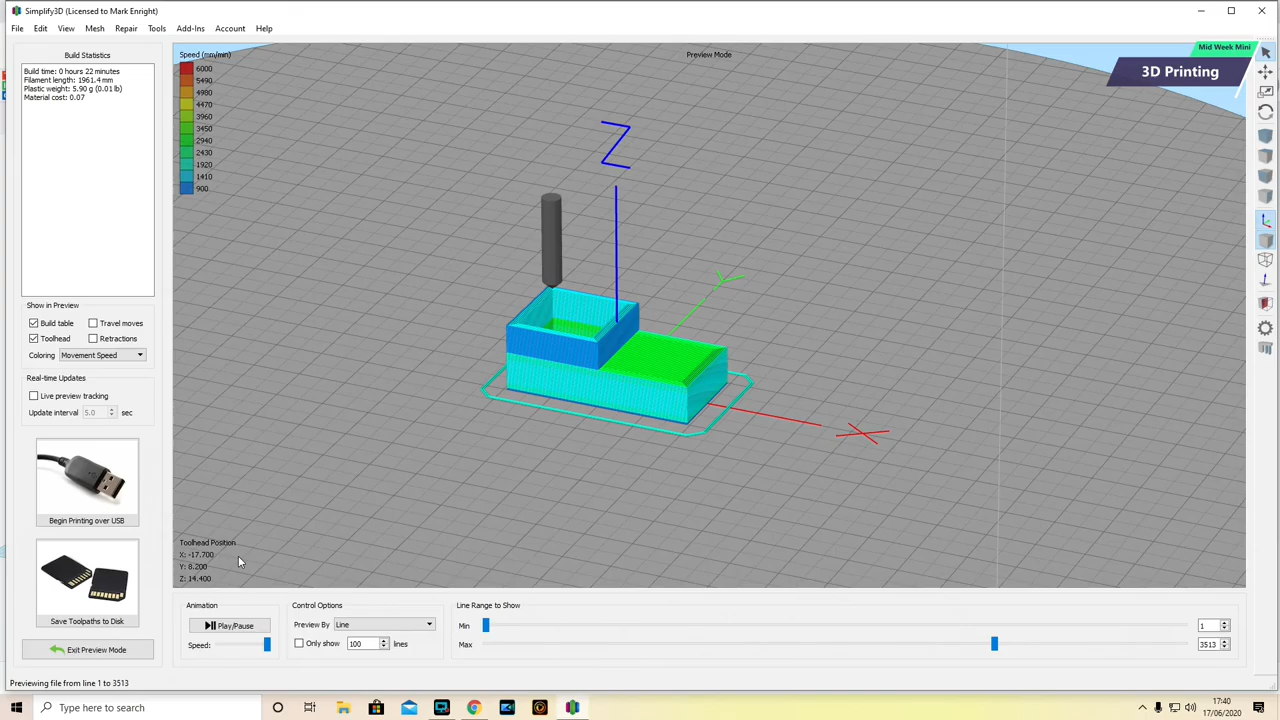 Simplify3D (Licensed to Mark Enright)
File Edit View Mesh Repair Tools Add-Ins Account Help
Build Statistics
Build time: 0 hours 22 minutes
Filament length: 1961.4 mm
Plastic weight: 5.90 g (0.01 lb)
Material cost: 0.07
Show in Preview
Build table
Travel moves
Toolhead
Retractions
Coloring
Movement Speed
Real-time Updates
Live preview tracking
Update interval 5.0 sec
Begin Printing over USB
Save Toolpaths to Disk
Exit Preview Mode
Speed (mm/min)
6000
5490
4980
4470
3960
3450
2940
2430
1920
1410
900
Preview Mode
Mid Week Mini
3D Printing
Z
Y
X
Toolhead Position
X: -17.700
Y: 8.200
Z: 14.400
Animation
Play/Pause
Speed:
Control Options
Preview By Line
Only show 100 lines
Line Range to Show
Min 1
Max 3513
Previewing file from line 1 to 3513
Type here to search
17:40
17/06/2020